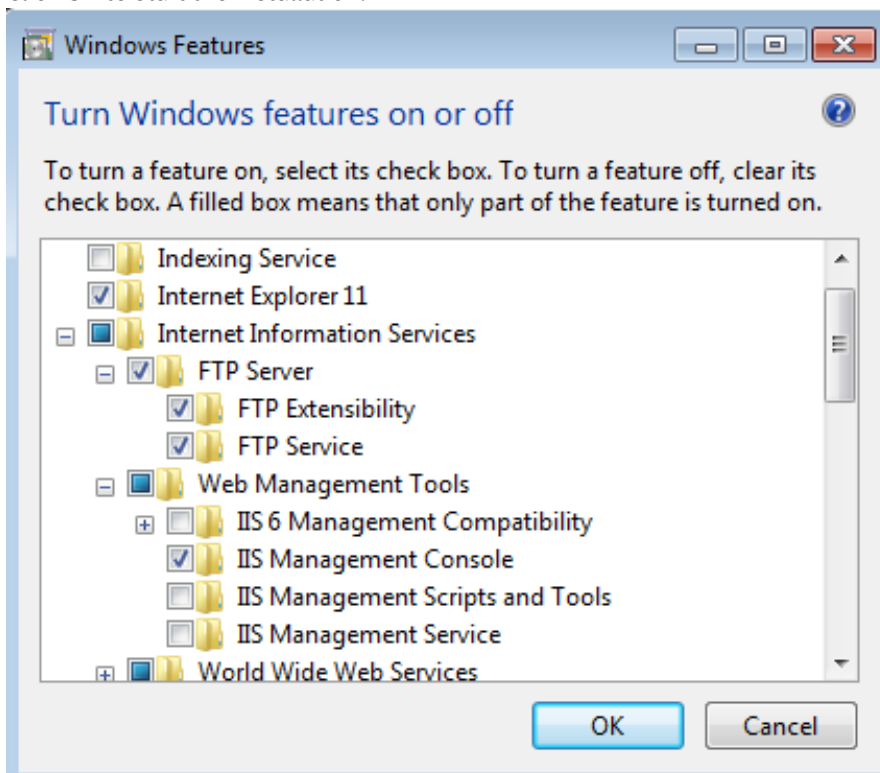 Windows Features
Turn Windows features on or off
To turn a feature on, select its check box. To turn a feature off, clear its
check box. A filled box means that only part of the feature is turned on.
Indexing Service
Internet Explorer 11
Internet Information Services
FTP Server
FTP Extensibility
FTP Service
Web Management Tools
IIS 6 Management Compatibility
IIS Management Console
IIS Management Scripts and Tools
IIS Management Service
World Wide Web Services
OK
Cancel